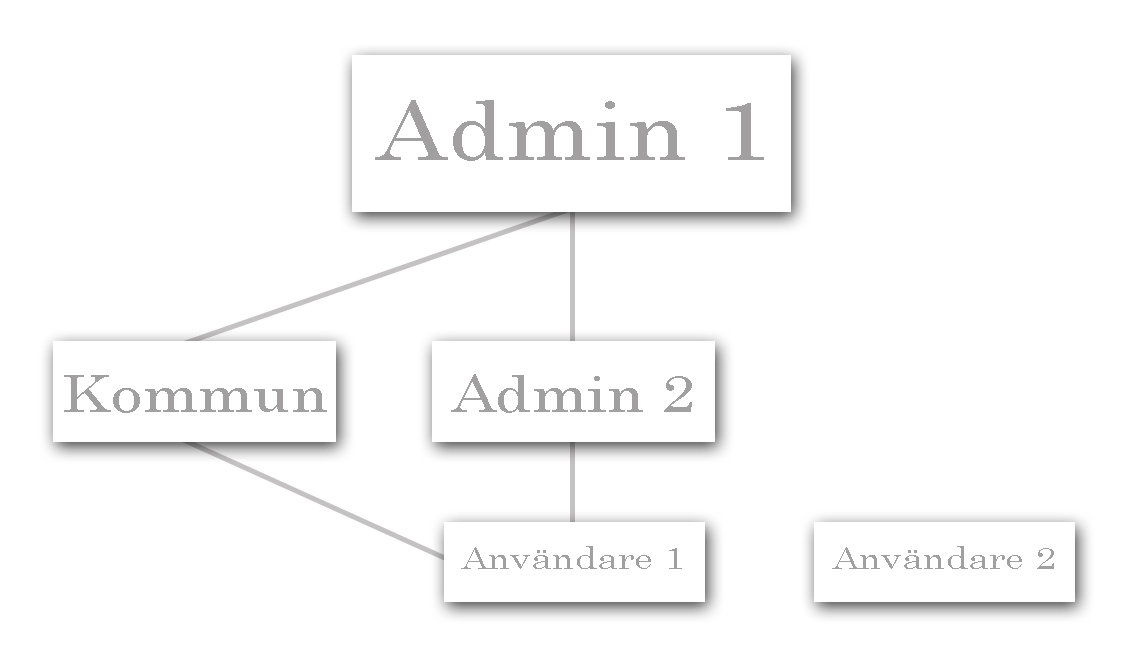 Admin 1
Kommun
Admin 2
Användare 1
Användare 2